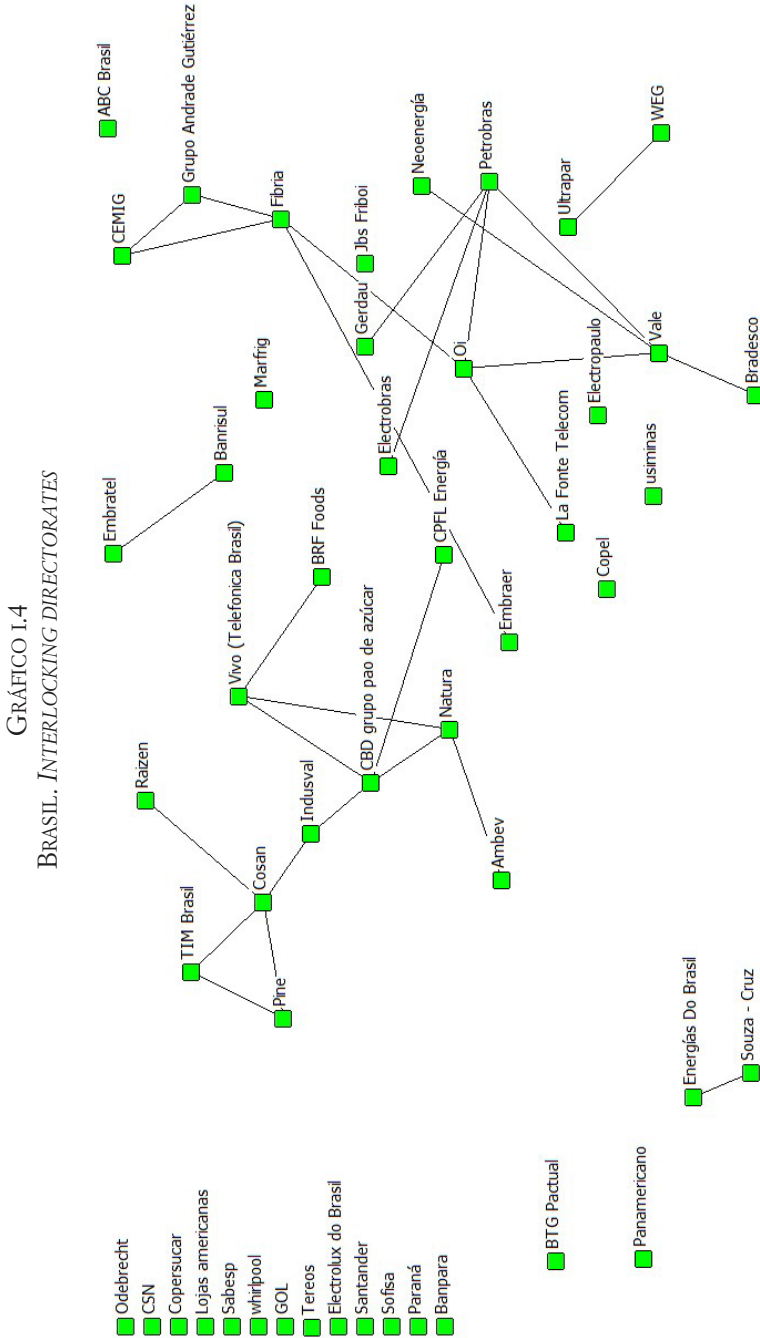 GRÁFICO I.4
BRASIL. INTERLOCKING DIRECTORATES
Odebrecht
CSN
Copersucar
Lojas americanas
Sabesp
whirlpool
GOL
Tereos
Electrolux do Brasil
Santander
Sofisa
Paraná
Banpara
BTG Pactual
Panamericano
Energías Do Brasil
Souza - Cruz
TIM Brasil
Pine
Cosan
Raizen
Indusval
CBD grupo pao de azúcar
Ambev
Natura
Vivo (Telefonica Brasil)
BRF Foods
Embraer
CPFL Energía
Embratel
Banrisul
Marfrig
Electrobras
Copel
La Fonte Telecom
usiminas
Electropaulo
Bradesco
Vale
Oi
Gerdau
Jbs Friboi
Fibria
CEMIG
Grupo Andrade Gutiérrez
ABC Brasil
Neoenergía
Petrobras
Ultrapar
WEG